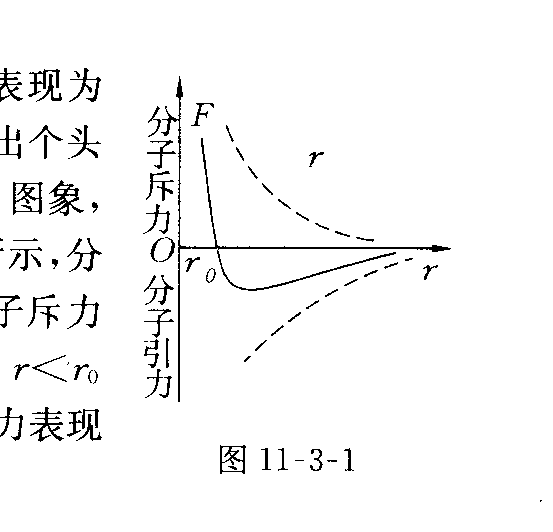 表现为
出个头
图象,
所示,分
子斥力
r<r₀
力表现
分子斥力
F
r
O
r₀
r
分子引力
图 11-3-1